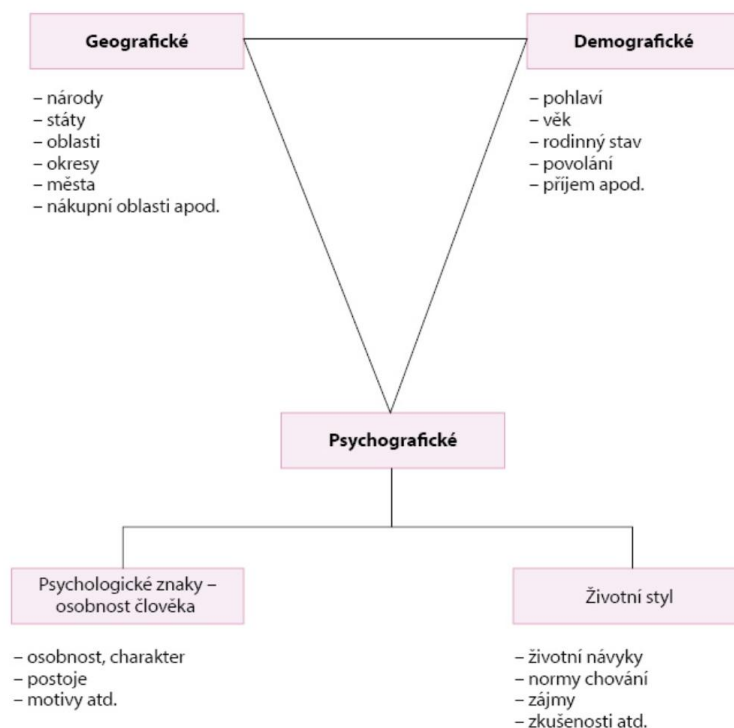 Geografické
– národy
– státy
– oblasti
– okresy
– města
– nákupní oblasti apod.
Demografické
– pohlaví
– věk
– rodinný stav
– povolání
– příjem apod.
Psychografické
Psychologické znaky –
osobnost člověka
– osobnost, charakter
– postoje
– motivy atd.
Životní styl
– životní návyky
– normy chování
– zájmy
– zkušenosti atd.